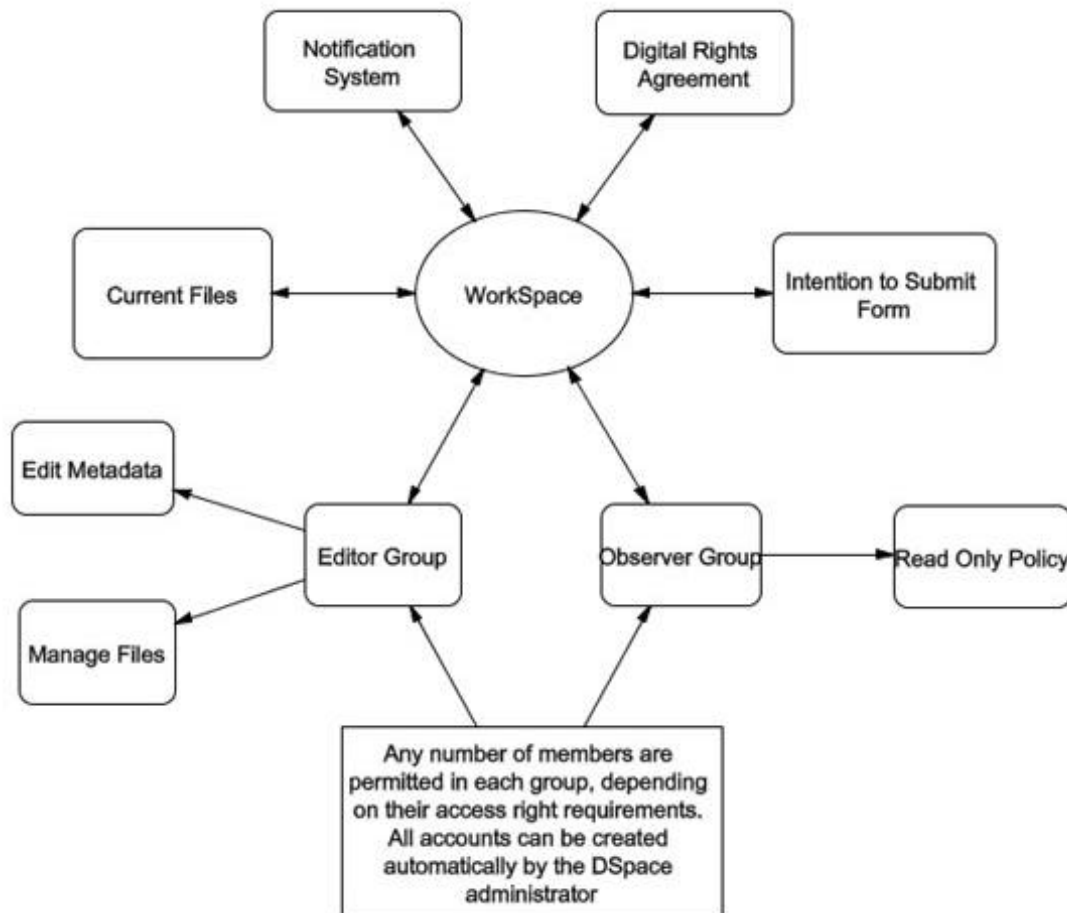 Notification
System
Digital Rights
Agreement
Current Files
WorkSpace
Intention to Submit
Form
Edit Metadata
Editor Group
Observer Group
Read Only Policy
Manage Files
Any number of members are
permitted in each group, depending
on their access right requirements.
All accounts can be created
automatically by the DSpace
administrator